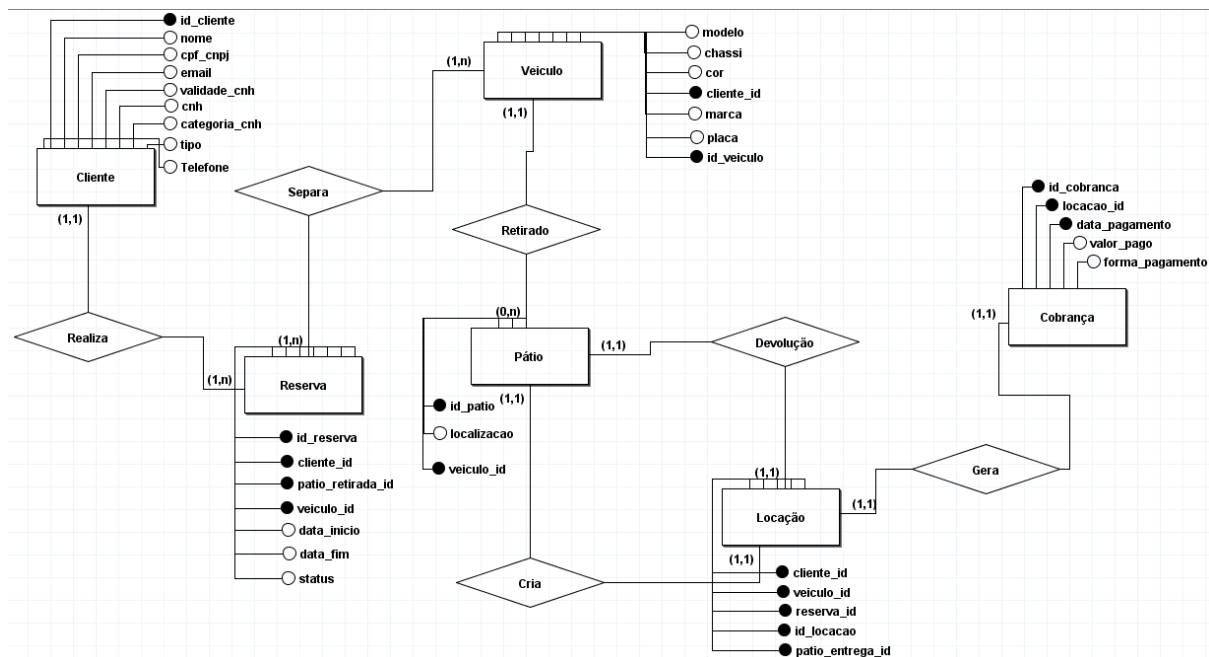 id_cliente
nome
cpf_cnpj
email
validade_cnh
cnh
categoria_cnh
tipo
Telefone
Cliente
(1,1)
Realiza
(1,n)
(1,n)
Reserva
id_reserva
cliente_id
patio_retirada_id
veiculo_id
data_inicio
data_fim
status
Separa
(1,n)
Veiculo
(1,1)
modelo
chassi
cor
cliente_id
marca
placa
id_veiculo
Retirado
(0,n)
Pátio
(1,1)
(1,1)
id_patio
localizacao
veiculo_id
Devolução
(1,1)
Locação
(1,1)
(1,1)
Cria
cliente_id
veiculo_id
reserva_id
id_locacao
patio_entrega_id
Gera
id_cobranca
locacao_id
data_pagamento
valor_pago
forma_pagamento
(1,1)
Cobrança